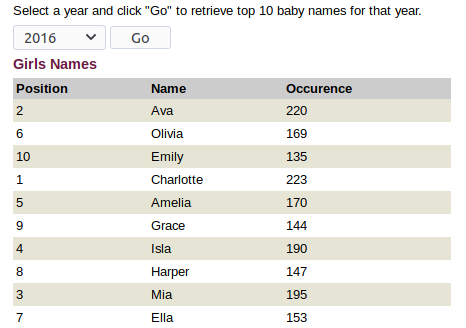 Select a year and click "Go" to retrieve top 10 baby names for that year.
2016 Go
Girls Names
Position Name Occurence
2 Ava 220
6 Olivia 169
10 Emily 135
1 Charlotte 223
5 Amelia 170
9 Grace 144
4 Isla 190
8 Harper 147
3 Mia 195
7 Ella 153